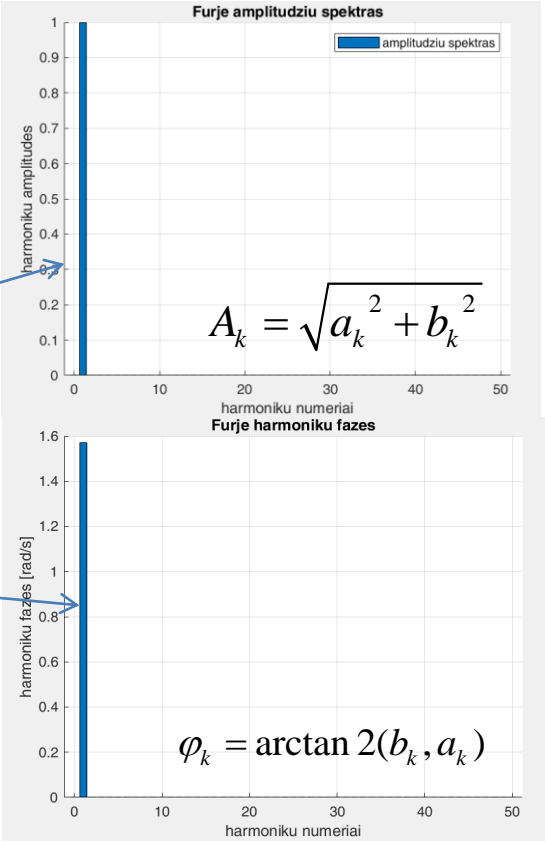 Furje amplitudziu spektras
amplitudziu spektras
harmoniku amplitudes
1
0.9
0.8
0.7
0.6
0.5
0.4
0.3
0.2
0.1
0
A_k = √(a_k² + b_k²)
0 10 20 30 40 50
harmoniku numeriai
Furje harmoniku fazes
harmoniku fazes [rad/s]
1.6
1.4
1.2
1
0.8
0.6
0.4
0.2
0
φ_k = arctan 2(b_k, a_k)
0 10 20 30 40 50
harmoniku numeriai